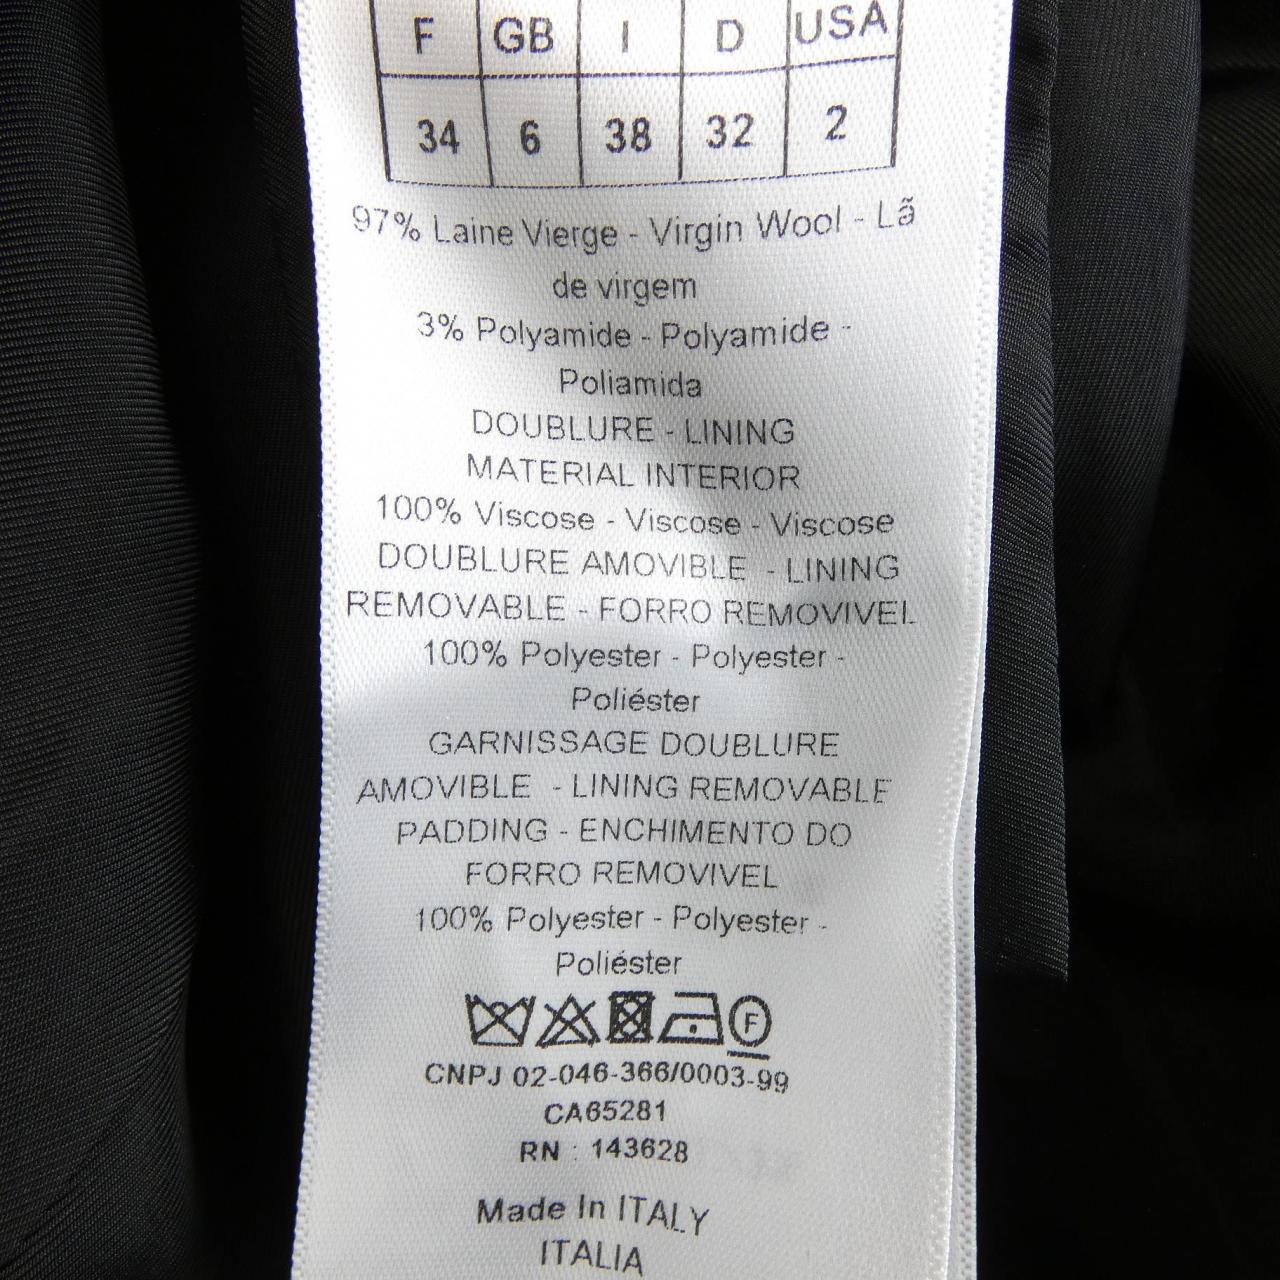 F GB I D USA
34 6 38 32 2
97% Laine Vierge - Virgin Wool - Lã
de virgem
3% Polyamide - Polyamide -
Poliamida
DOUBLURE - LINING
MATERIAL INTERIOR
100% Viscose - Viscose - Viscose
DOUBLURE AMOVIBLE - LINING
REMOVABLE - FORRO REMOVIVEL
100% Polyester - Polyester -
Poliéster
GARNISSAGE DOUBLURE
AMOVIBLE - LINING REMOVABLE
PADDING - ENCHIMENTO DO
FORRO REMOVIVEL
100% Polyester - Polyester -
Poliéster
F
CNPJ 02-046-366/0003-99
CA65281
RN : 143628
Made In ITALY
ITALIA